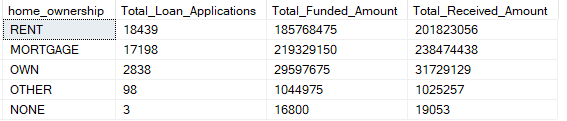 home_ownership Total_Loan_Applications Total_Funded_Amount Total_Received_Amount
RENT 18439 185768475 201823056
MORTGAGE 17198 219329150 238474438
OWN 2838 29597675 31729129
OTHER 98 1044975 1025257
NONE 3 16800 19053